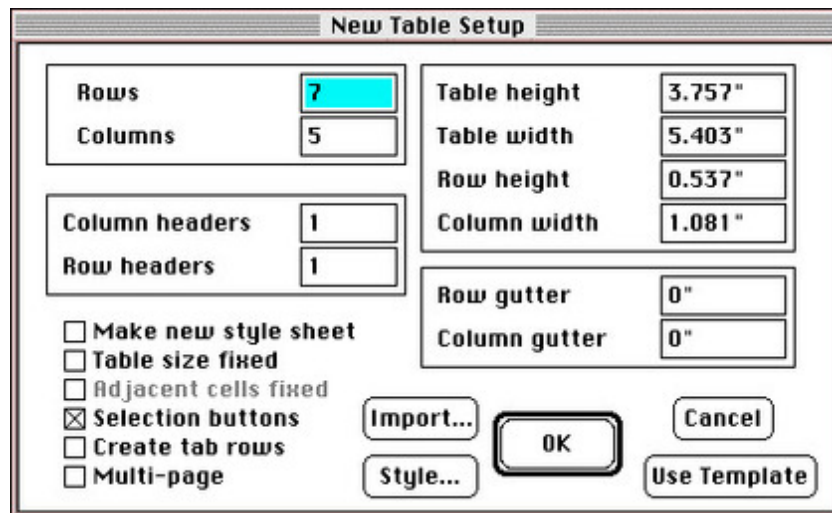 New Table Setup
Rows 7
Columns 5
Column headers 1
Row headers 1
Table height 3.757"
Table width 5.403"
Row height 0.537"
Column width 1.081"
Row gutter 0"
Column gutter 0"
Make new style sheet
Table size fixed
Adjacent cells fixed
Selection buttons
Create tab rows
Multi-page
Import...
Style...
OK
Cancel
Use Template